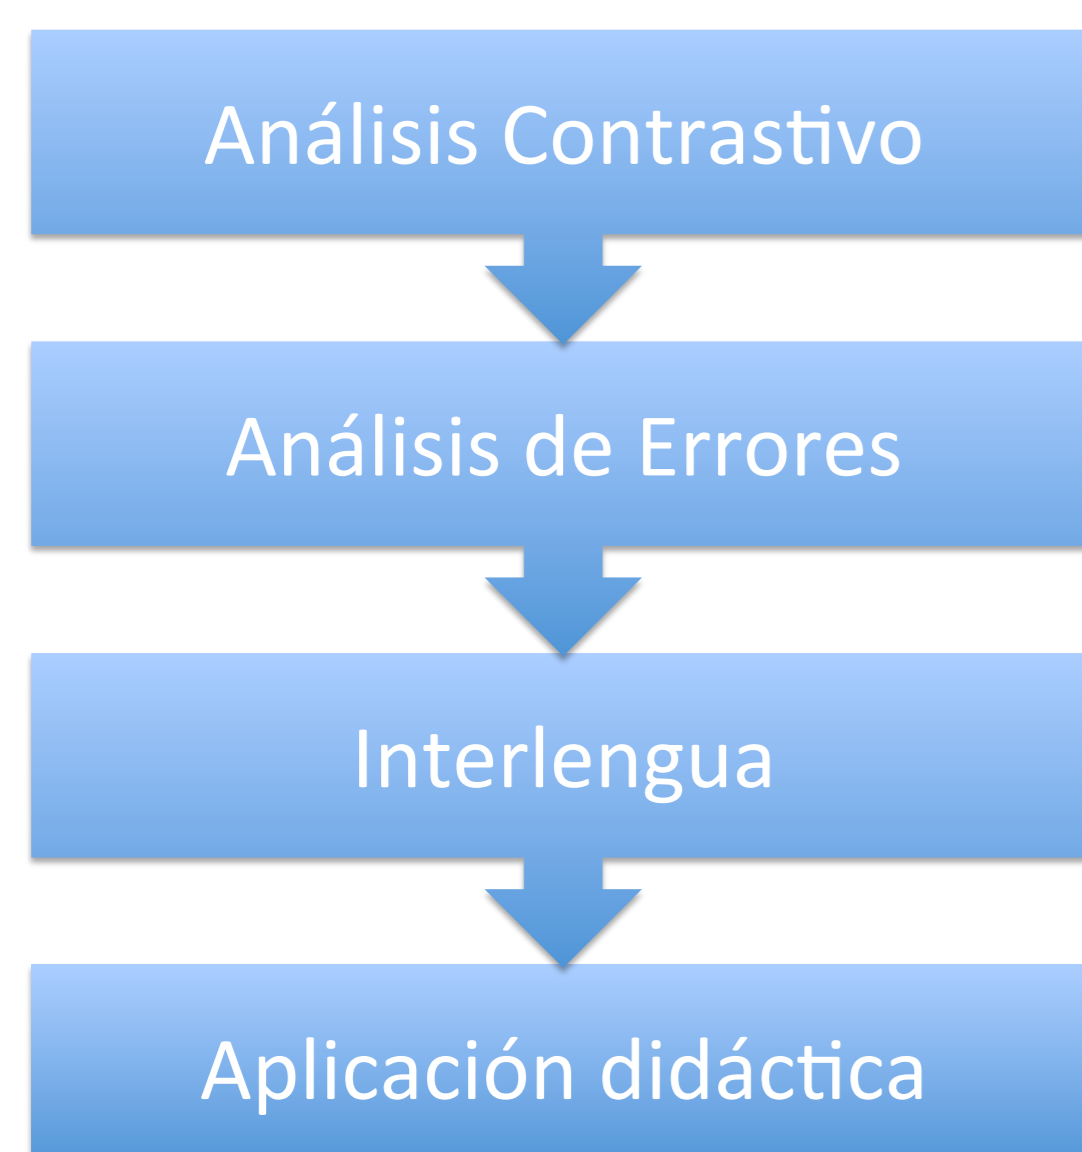 Análisis Contrastivo
Análisis de Errores
Interlengua
Aplicación didáctica